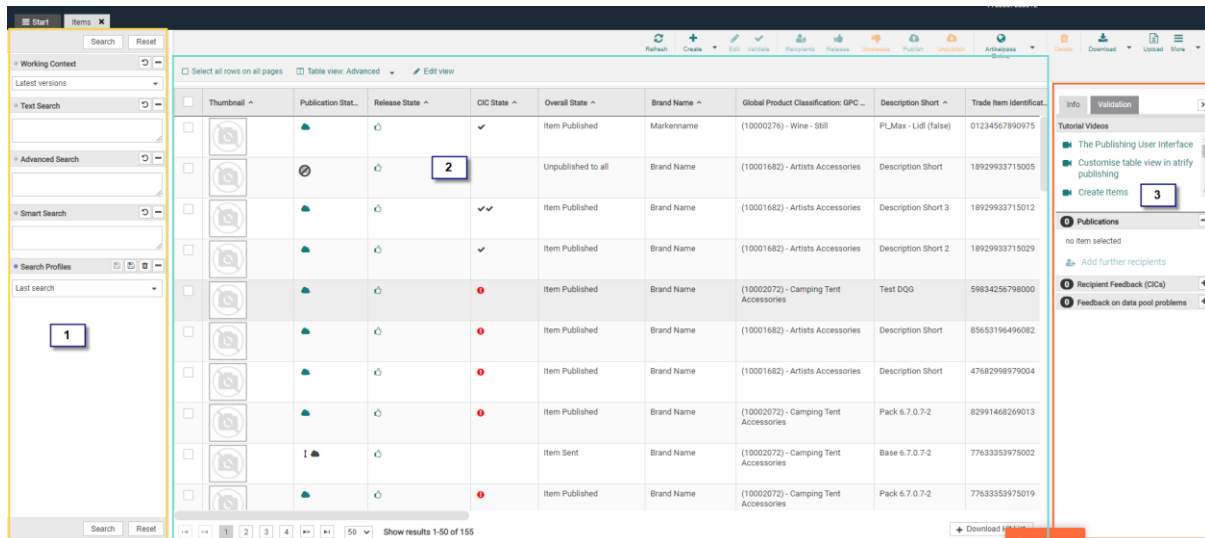 Start
Items
Search Reset
Refresh Create Edit Validate Recipients Release Unrelease Publish Unpublish Artikelpass Online Delete Download Upload More
Working Context
Latest versions
Text Search
Advanced Search
Smart Search
Search Profiles
Last search
1
Search Reset
Select all rows on all pages Table view: Advanced Edit view
Thumbnail Publication Stat... Release State CIC State Overall State Brand Name Global Product Classification: GPC ... Description Short Trade Item Identificat...
Item Published Markenname (10000276) - Wine - Still PI_Max - Lidl (false) 01234567890975
2
Unpublished to all Brand Name (10001682) - Artists Accessories Description Short 18929933715005
Item Published Brand Name (10001682) - Artists Accessories Description Short 3 18929933715012
Item Published Brand Name (10001682) - Artists Accessories Description Short 2 18929933715029
Item Published Brand Name (10002072) - Camping Tent Accessories Test DQG 59834256798000
Item Published Brand Name (10001682) - Artists Accessories Description Short 85653196496082
Item Published Brand Name (10001682) - Artists Accessories Description Short 47682998979004
Item Published Brand Name (10002072) - Camping Tent Accessories Pack 6.7.0.7-2 82991468269013
Item Sent Brand Name (10002072) - Camping Tent Accessories Base 6.7.0.7-2 77633353975002
Item Published Brand Name (10002072) - Camping Tent Accessories Pack 6.7.0.7-2 77633353975019
1 2 3 4 50 Show results 1-50 of 155
Info Validation
Tutorial Videos
The Publishing User Interface
Customise table view in atrify
publishing
Create Items
3
0 Publications
no item selected
Add further recipients
0 Recipient Feedback (CICs)
0 Feedback on data pool problems